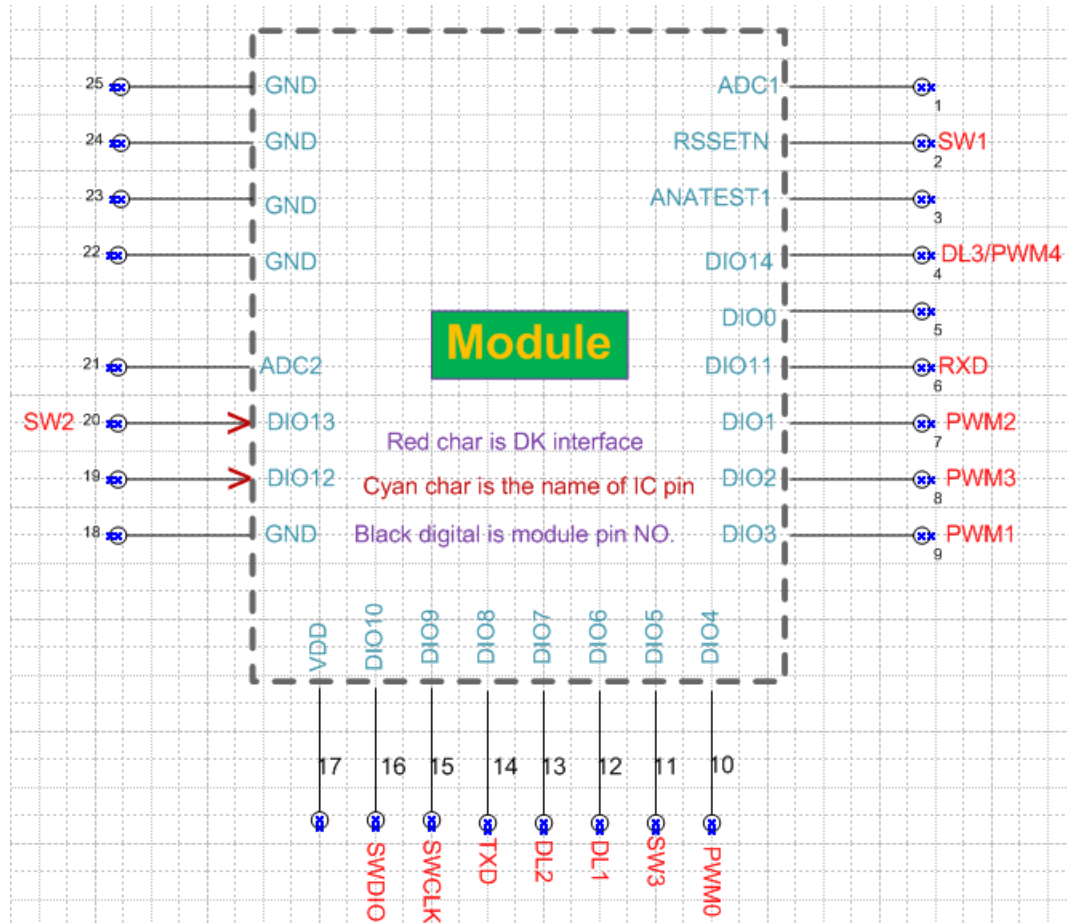 25 GND ADC1 1
24 GND RSSETN SW1 2
23 GND ANATEST1 3
22 GND DIO14 DL3/PWM4 4
DIO0 5
Module
21 ADC2 DIO11 RXD 6
SW2 20 DIO13 DIO1 PWM2 7
Red char is DK interface
19 DIO12 DIO2 PWM3 8
Cyan char is the name of IC pin
18 GND DIO3 PWM1 9
Black digital is module pin NO.
VDD DIO10 DIO9 DIO8 DIO7 DIO6 DIO5 DIO4
17 16 15 14 13 12 11 10
SWDIO SWCLK TXD DL2 DL1 SW3 PWM0